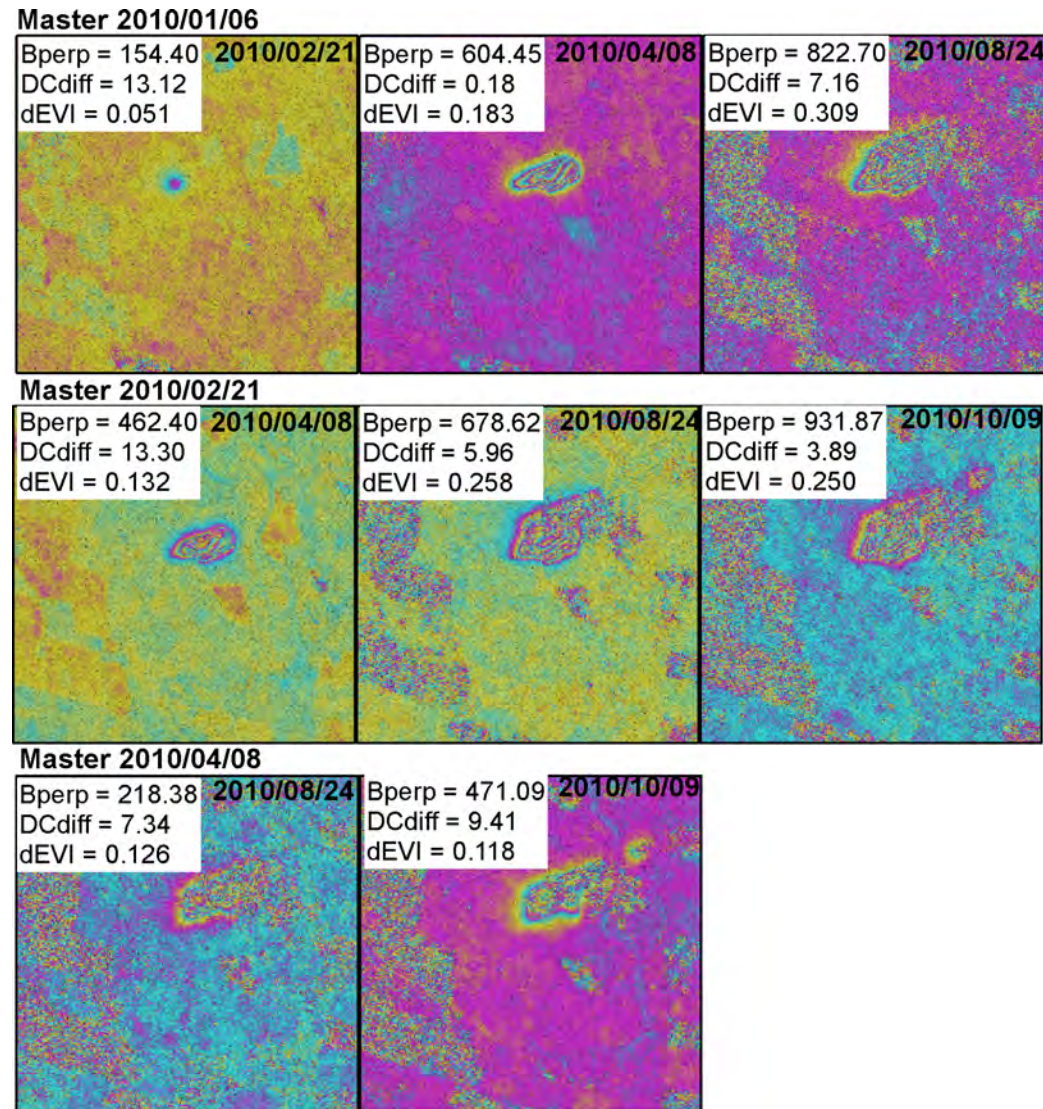 Master 2010/01/06
Bperp = 154.40 2010/02/21
DCdiff = 13.12
dEVI = 0.051
Bperp = 604.45 2010/04/08
DCdiff = 0.18
dEVI = 0.183
Bperp = 822.70 2010/08/24
DCdiff = 7.16
dEVI = 0.309
Master 2010/02/21
Bperp = 462.40 2010/04/08
DCdiff = 13.30
dEVI = 0.132
Bperp = 678.62 2010/08/24
DCdiff = 5.96
dEVI = 0.258
Bperp = 931.87 2010/10/09
DCdiff = 3.89
dEVI = 0.250
Master 2010/04/08
Bperp = 218.38 2010/08/24
DCdiff = 7.34
dEVI = 0.126
Bperp = 471.09 2010/10/09
DCdiff = 9.41
dEVI = 0.118